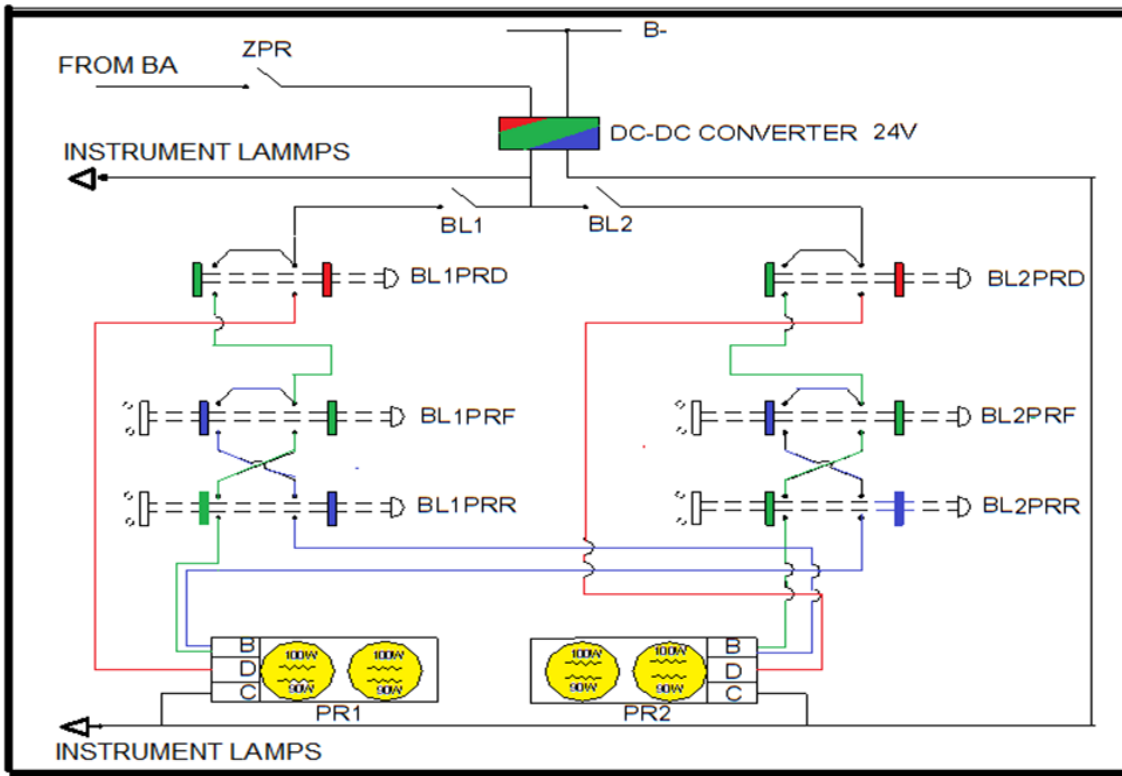 B-
ZPR
FROM BA
DC-DC CONVERTER 24V
INSTRUMENT LAMMPS
BL1
BL2
BL1PRD
BL2PRD
BL1PRF
BL2PRF
BL1PRR
BL2PRR
B
D
C
100W
90W
100W
90W
PR1
100W
90W
100W
90W
B
D
C
PR2
INSTRUMENT LAMPS